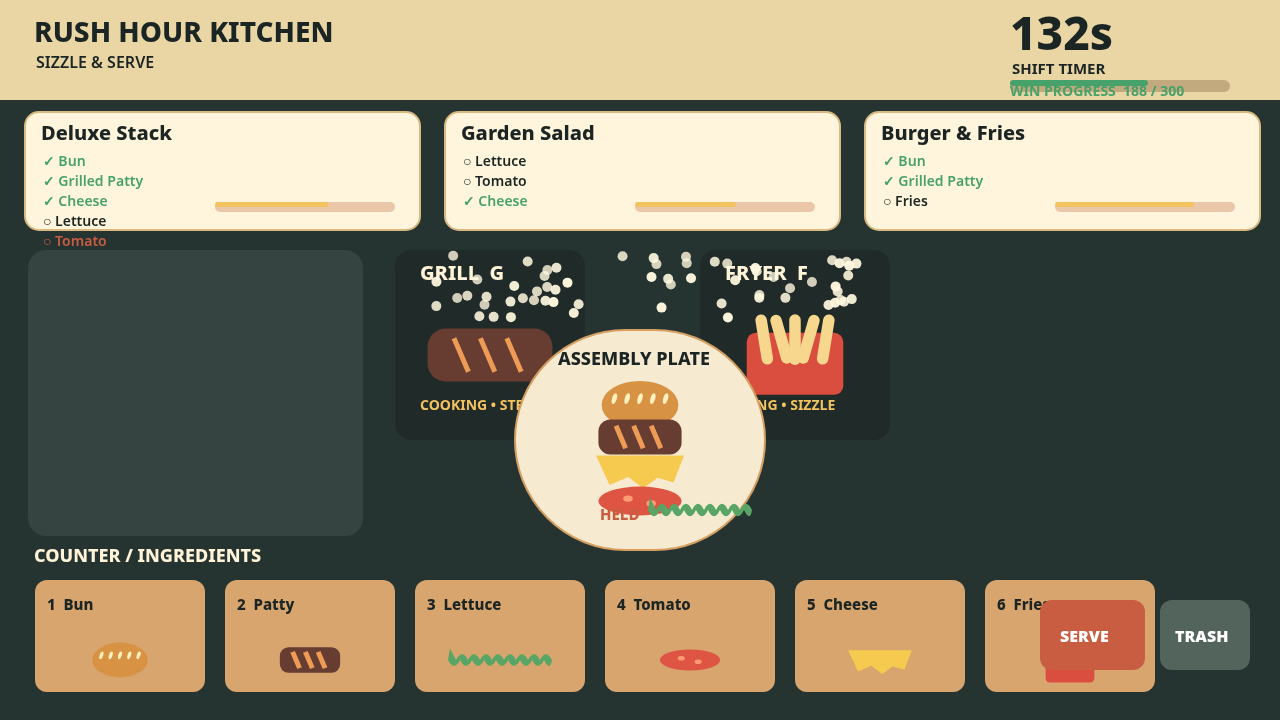 RUSH HOUR KITCHEN
SIZZLE & SERVE
132s
SHIFT TIMER
WIN PROGRESS 188 / 300
Deluxe Stack
✓ Bun
✓ Grilled Patty
✓ Cheese
○ Lettuce
○ Tomato
Garden Salad
○ Lettuce
○ Tomato
✓ Cheese
Burger & Fries
✓ Bun
✓ Grilled Patty
○ Fries
GRILL G
FRYER F
ASSEMBLY PLATE
COOKING •
• SIZZLE
HELD
COUNTER / INGREDIENTS
1 Bun
2 Patty
3 Lettuce
4 Tomato
5 Cheese
6 Fries
SERVE
TRASH